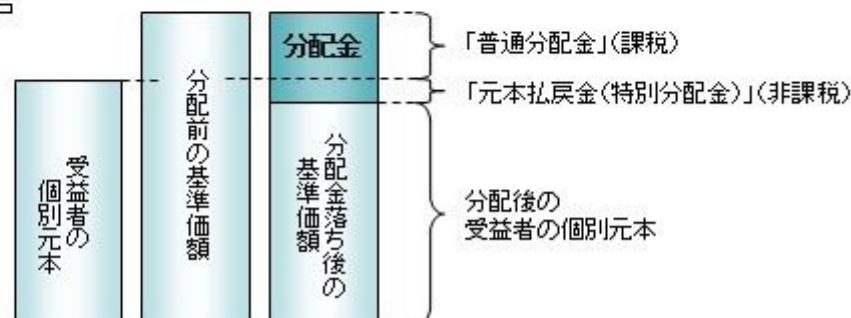 分配金
「普通分配金」(課税)
「元本払戻金(特別分配金)」(非課税)
受益者の
個別元本
分配前の基準価額
分配金落ち後の
基準価額
分配後の
受益者の個別元本